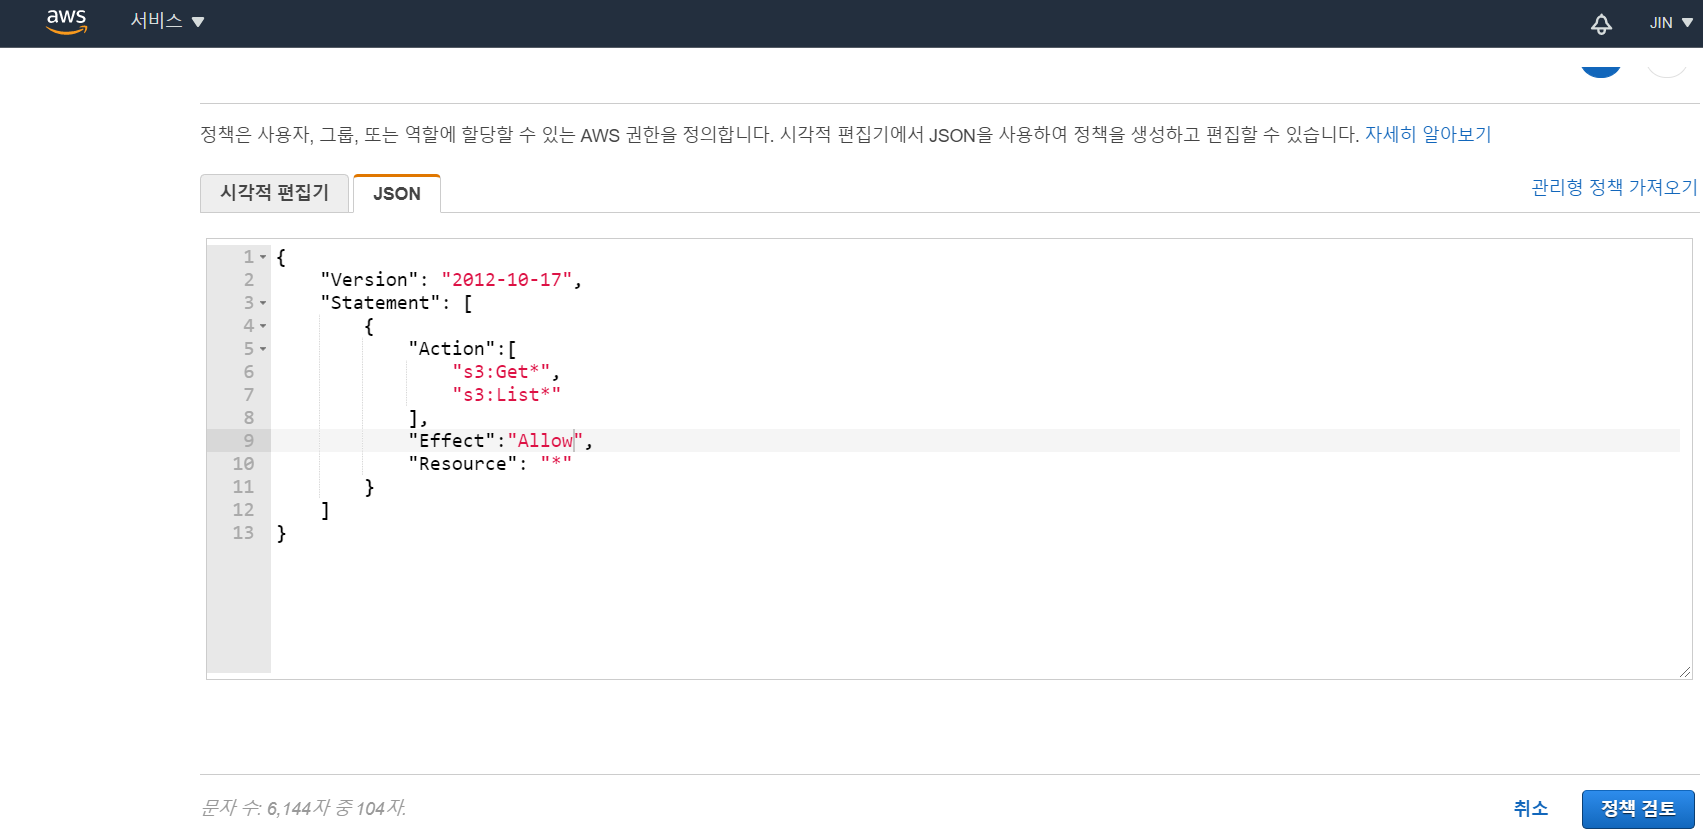 aws 서비스 ▼ JIN ▼
정책은 사용자, 그룹, 또는 역할에 할당할 수 있는 AWS 권한을 정의합니다. 시각적 편집기에서 JSON을 사용하여 정책을 생성하고 편집할 수 있습니다. 자세히 알아보기
시각적 편집기 JSON 관리형 정책 가져오기
1 {
2     "Version": "2012-10-17",
3     "Statement": [
4         {
5             "Action":[
6                 "s3:Get*",
7                 "s3:List*"
8             ],
9             "Effect":"Allow",
10             "Resource": "*"
11         }
12     ]
13 }
문자 수: 6,144자 중 104자.
취소 정책 검토